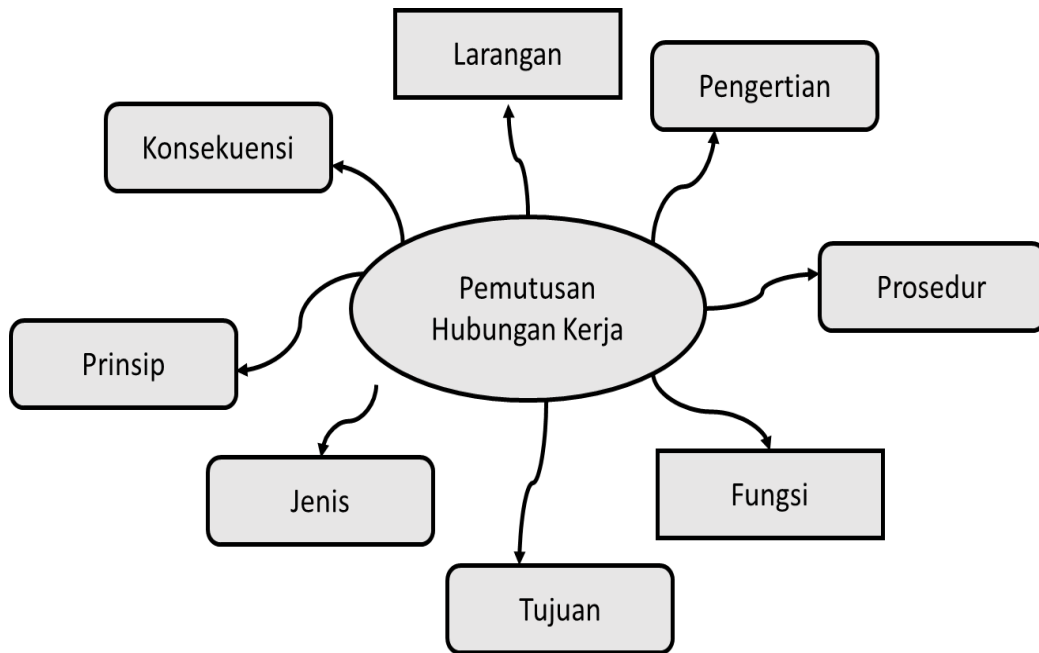 Larangan
Pengertian
Konsekuensi
Pemutusan
Hubungan Kerja
Prosedur
Prinsip
Jenis
Fungsi
Tujuan